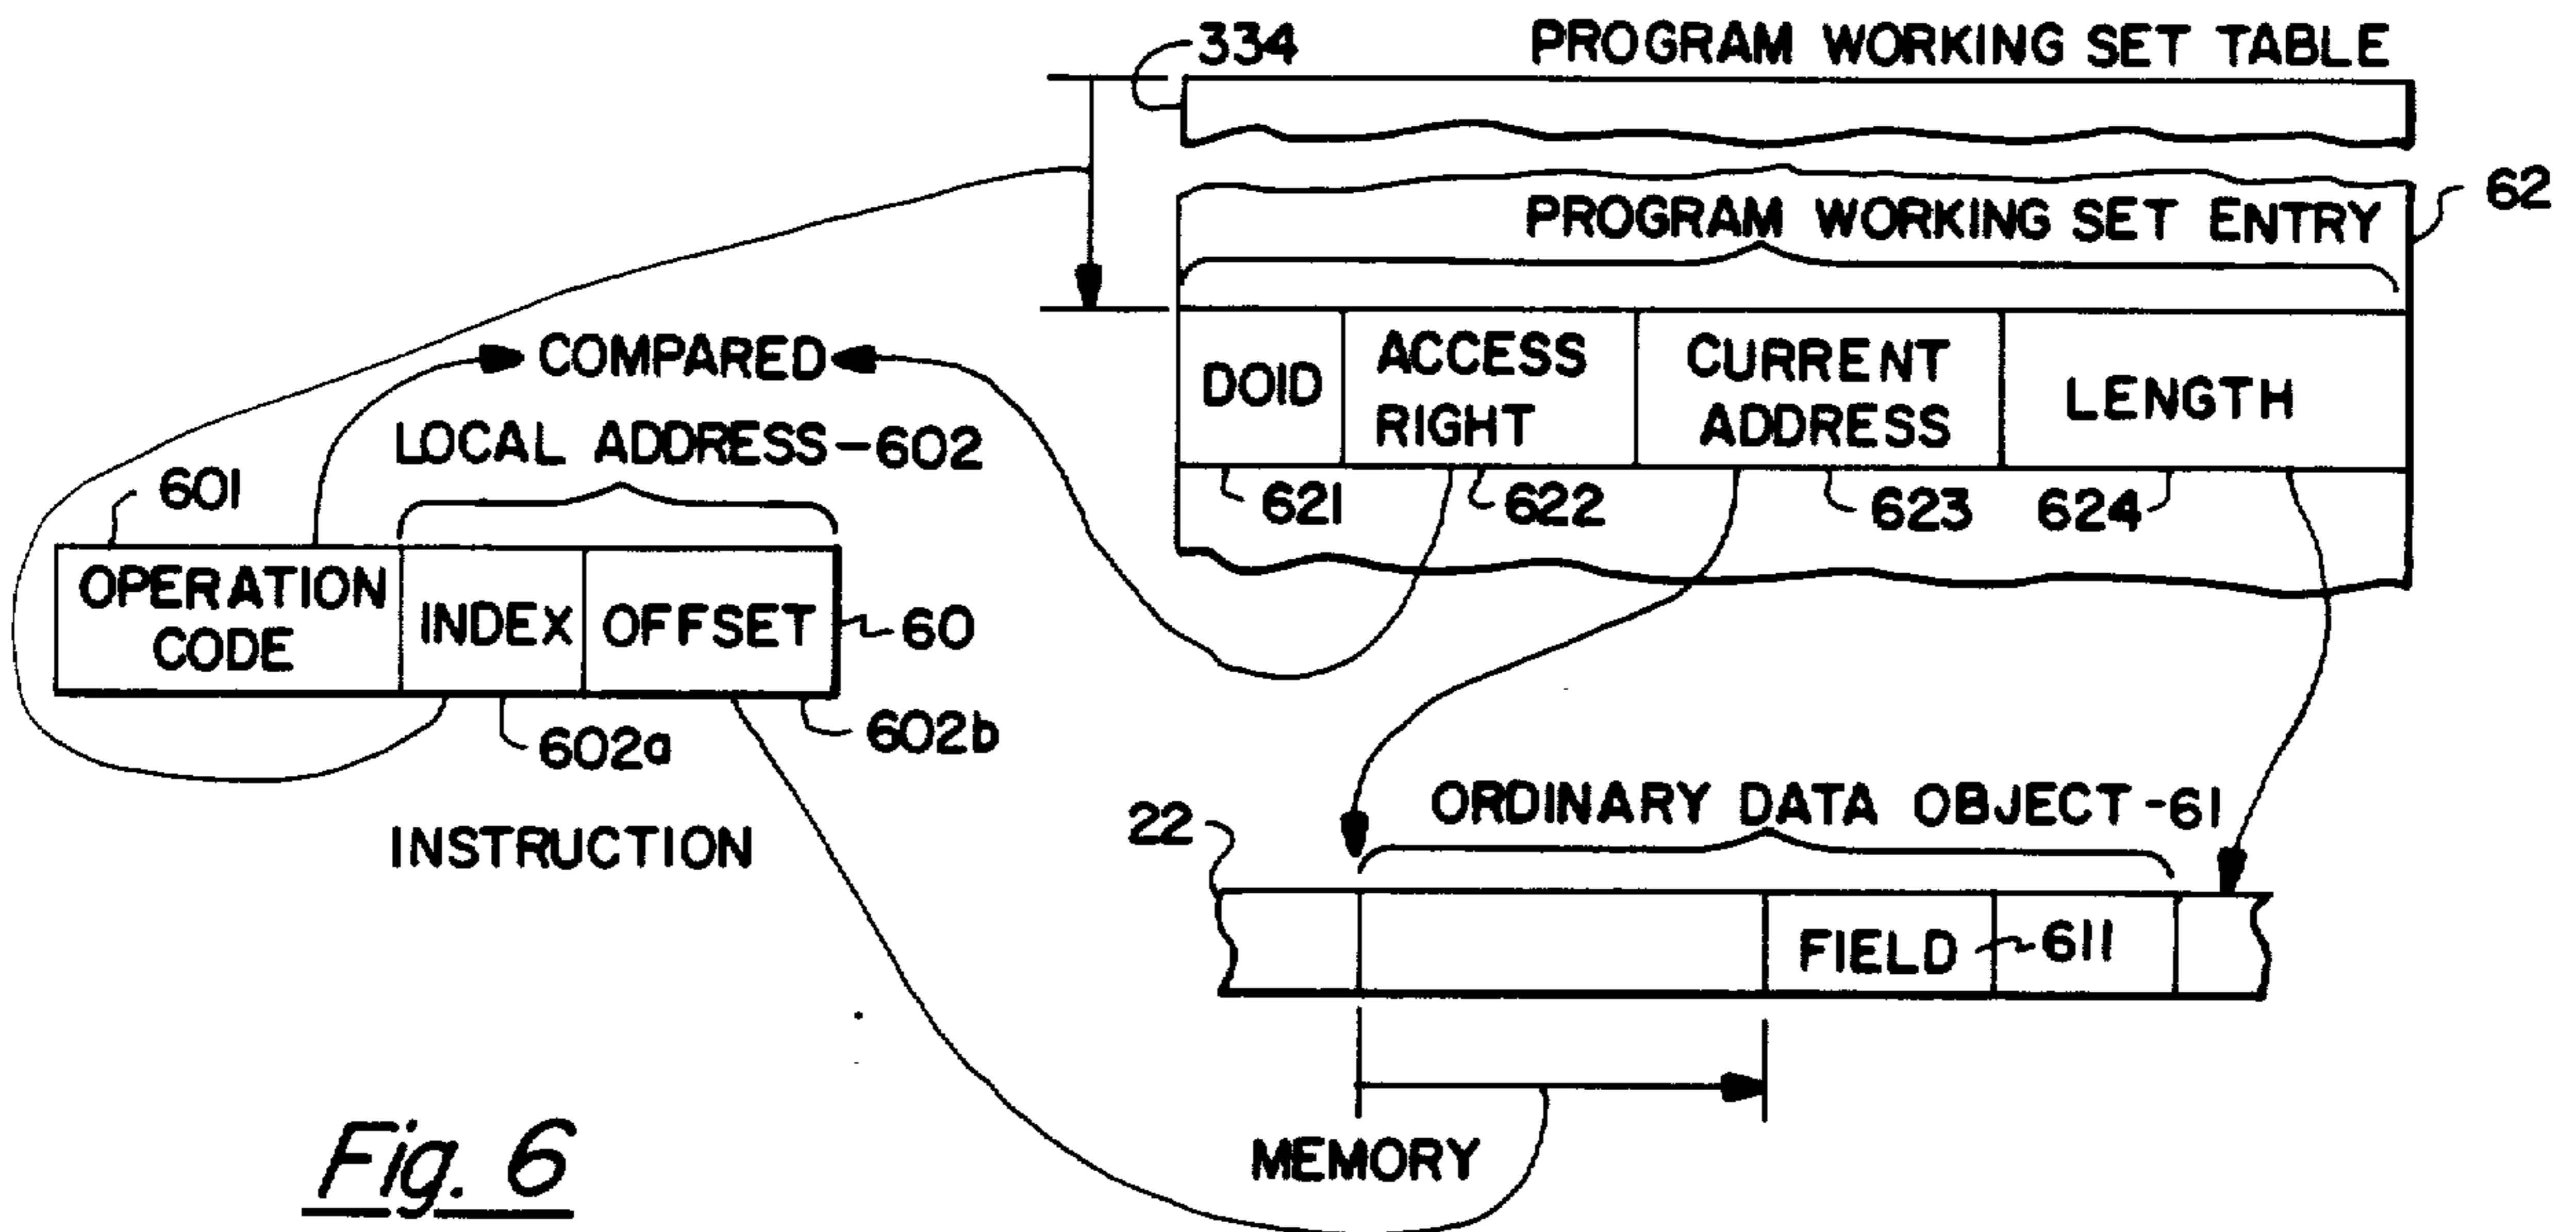 334
PROGRAM WORKING SET TABLE
PROGRAM WORKING SET ENTRY
62
DOID
ACCESS
RIGHT
CURRENT
ADDRESS
LENGTH
621
622
623
624
COMPARED
LOCAL ADDRESS-602
601
OPERATION
CODE
INDEX
OFFSET
60
602a
602b
INSTRUCTION
ORDINARY DATA OBJECT-61
22
FIELD
611
MEMORY
Fig. 6